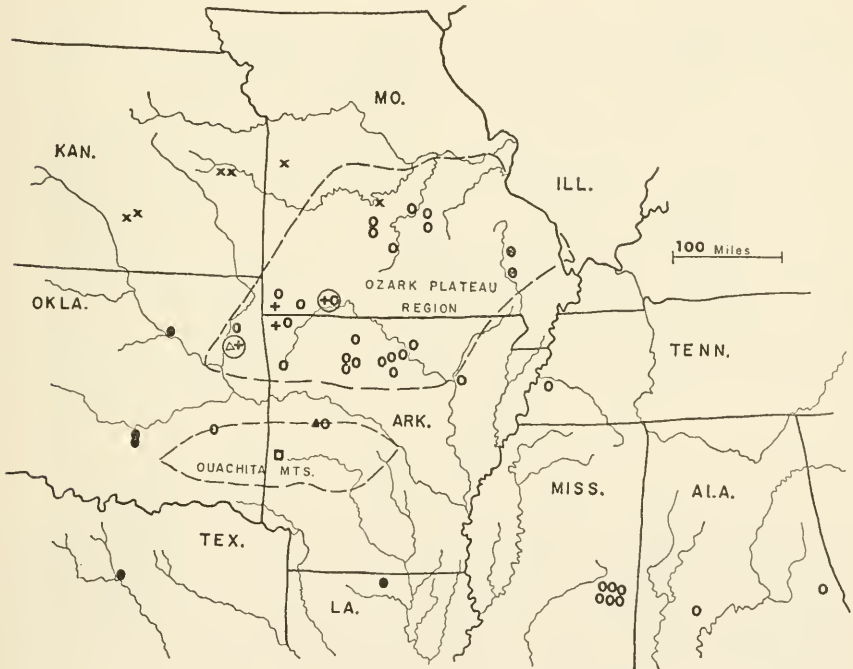 MO.
KAN.
ILL.
100 Miles
OZARK PLATEAU
REGION
OKLA.
TENN.
ARK.
OUACHITA MTS.
MISS.
ALA.
TEX.
LA.